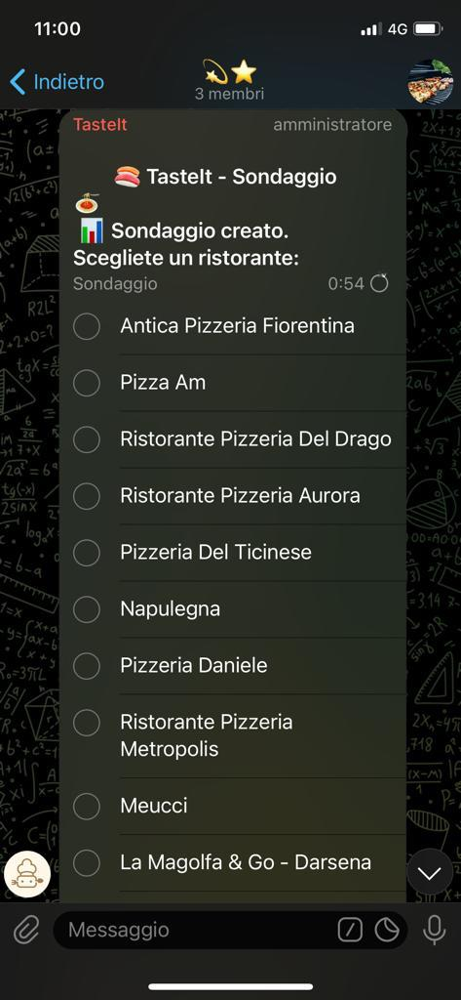 11:00
4G
Indietro
3 membri
TasteIt
amministratore
TasteIt - Sondaggio
Sondaggio creato.
Scegliete un ristorante:
Sondaggio
0:54
Antica Pizzeria Fiorentina
Pizza Am
Ristorante Pizzeria Del Drago
Ristorante Pizzeria Aurora
Pizzeria Del Ticinese
Napulegna
Pizzeria Daniele
Ristorante Pizzeria
Metropolis
Meucci
La Magolfa & Go - Darsena
Messaggio